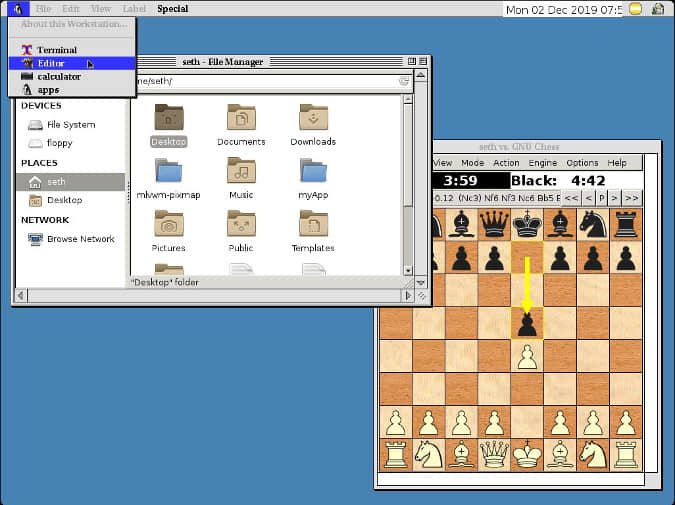 File Edit View Label Special Mon 02 Dec 2019 07:5
About this Workstation...
Terminal
Editor
calculator
apps
seth - File Manager
me/seth/
DEVICES
File System
floppy
PLACES
seth
Desktop
NETWORK
Browse Network
Desktop Documents Downloads
mlvwm-pixmap Music myApp
Pictures Public Templates
"Desktop" folder
seth vs. GNU Chess
View Mode Action Engine Options Help
3:59 Black: 4:42
0.12 (Nc3) Nf6 Nf3 Nc6 Bb5 << < P > >>